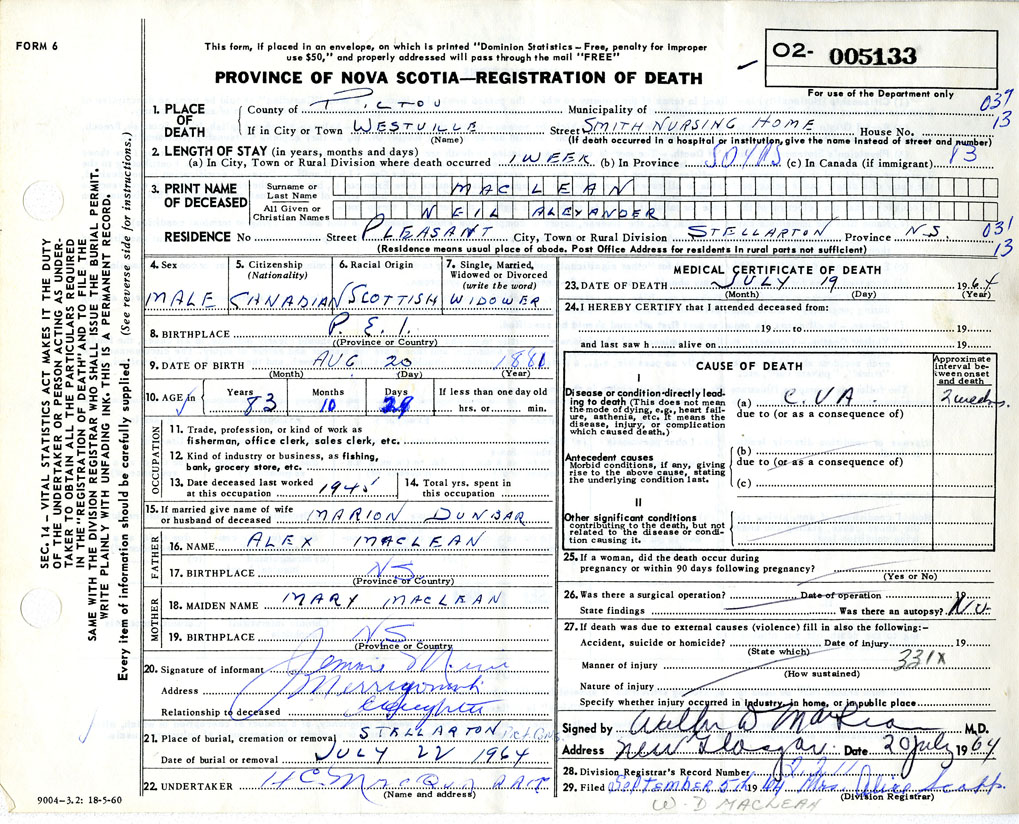 FORM 6
This form, if placed in an envelope, on which is printed "Dominion Statistics – Free, penalty for improper
use $50," and properly addressed will pass through the mail "FREE"
PROVINCE OF NOVA SCOTIA—REGISTRATION OF DEATH
02- 005133
For use of the Department only
SEC. 14 – VITAL STATISTICS ACT MAKES IT THE DUTY
OF THE UNDERTAKER OR PERSON ACTING AS UNDER-
TAKER TO OBTAIN ALL THE PARTICULARS REQUIRED
IN THE "REGISTRATION OF DEATH" AND TO FILE THE
SAME WITH THE DIVISION REGISTRAR WHO SHALL ISSUE THE BURIAL PERMIT.
WRITE PLAINLY WITH UNFADING INK. THIS IS A PERMANENT RECORD.
Every item of information should be carefully supplied. (See reverse side for instructions.)
1. PLACE OF DEATH County of PICTOU Municipality of 039
If in City or Town WESTVILLE Street SMITH NURSING HOME House No. 13
(Name) (If death occurred in a hospital or institution, give the name instead of street and number)
2. LENGTH OF STAY (in years, months and days)
(a) In City, Town or Rural Division where death occurred 1 WEEK (b) In Province 50 YRS (c) In Canada (if immigrant) 13
3. PRINT NAME OF DECEASED Surname or Last Name MACLEAN
All Given or Christian Names NEIL ALEXANDER
RESIDENCE No Street PLEASANT City, Town or Rural Division STELLARTON Province N.S. 031
(Residence means usual place of abode. Post Office Address for residents in rural parts not sufficient) 13
4. Sex 5. Citizenship (Nationality) 6. Racial Origin 7. Single, Married, Widowed or Divorced (write the word)
MALE CANADIAN SCOTTISH WIDOWER
8. BIRTHPLACE P.E.I.
(Province or Country)
9. DATE OF BIRTH AUG 20 1880
(Month) (Day) (Year)
10. AGE in Years Months Days If less than one day old
83 10 29 hrs. or min.
OCCUPATION
11. Trade, profession, or kind of work as
fisherman, office clerk, sales clerk, etc.
12. Kind of industry or business, as fishing,
bank, grocery store, etc.
13. Date deceased last worked at this occupation 1945 14. Total yrs. spent in this occupation
15. If married give name of wife or husband of deceased MARION DUNBAR
FATHER
16. NAME ALEX MACLEAN
17. BIRTHPLACE NS
(Province or Country)
MOTHER
18. MAIDEN NAME MARY MACLEAN
19. BIRTHPLACE NS
(Province or Country)
20. Signature of informant
Address Merrigomish
Relationship to deceased
21. Place of burial, cremation or removal STELLARTON
Date of burial or removal JULY 22 1964
22. UNDERTAKER H.C.
(Name and address)
9004–3.2: 18-5-60
MEDICAL CERTIFICATE OF DEATH
23. DATE OF DEATH JULY 19 1964
(Month) (Day) (Year)
24. I HEREBY CERTIFY that I attended deceased from:
19 to 19
and last saw h alive on 19
CAUSE OF DEATH
Approximate interval between onset and death
I
Disease or condition directly leading to death (This does not mean the mode of dying, e.g., heart failure, asthenia, etc. It means the disease, injury, or complication which caused death.)
(a) C.V.A. 2 weeks
due to (or as a consequence of)
Antecedent causes
Morbid conditions, if any, giving rise to the above cause, stating the underlying condition last.
(b)
due to (or as a consequence of)
(c)
II
Other significant conditions
contributing to the death, but not related to the disease or condition causing it.
25. If a woman, did the death occur during
pregnancy or within 90 days following pregnancy?
(Yes or No)
26. Was there a surgical operation? Date of operation 19
State findings Was there an autopsy? No
27. If death was due to external causes (violence) fill in also the following:–
Accident, suicide or homicide? Date of injury 19
(State which)
Manner of injury 331X
(How sustained)
Nature of injury
Specify whether injury occurred in industry, in home, or in public place
Signed by M.D.
Address New Glasgow Date 20 July 1964
28. Division Registrar's Record Number
29. Filed September 5th 1964 Mrs. Alice
(Division Registrar)
W. D MACLEAN